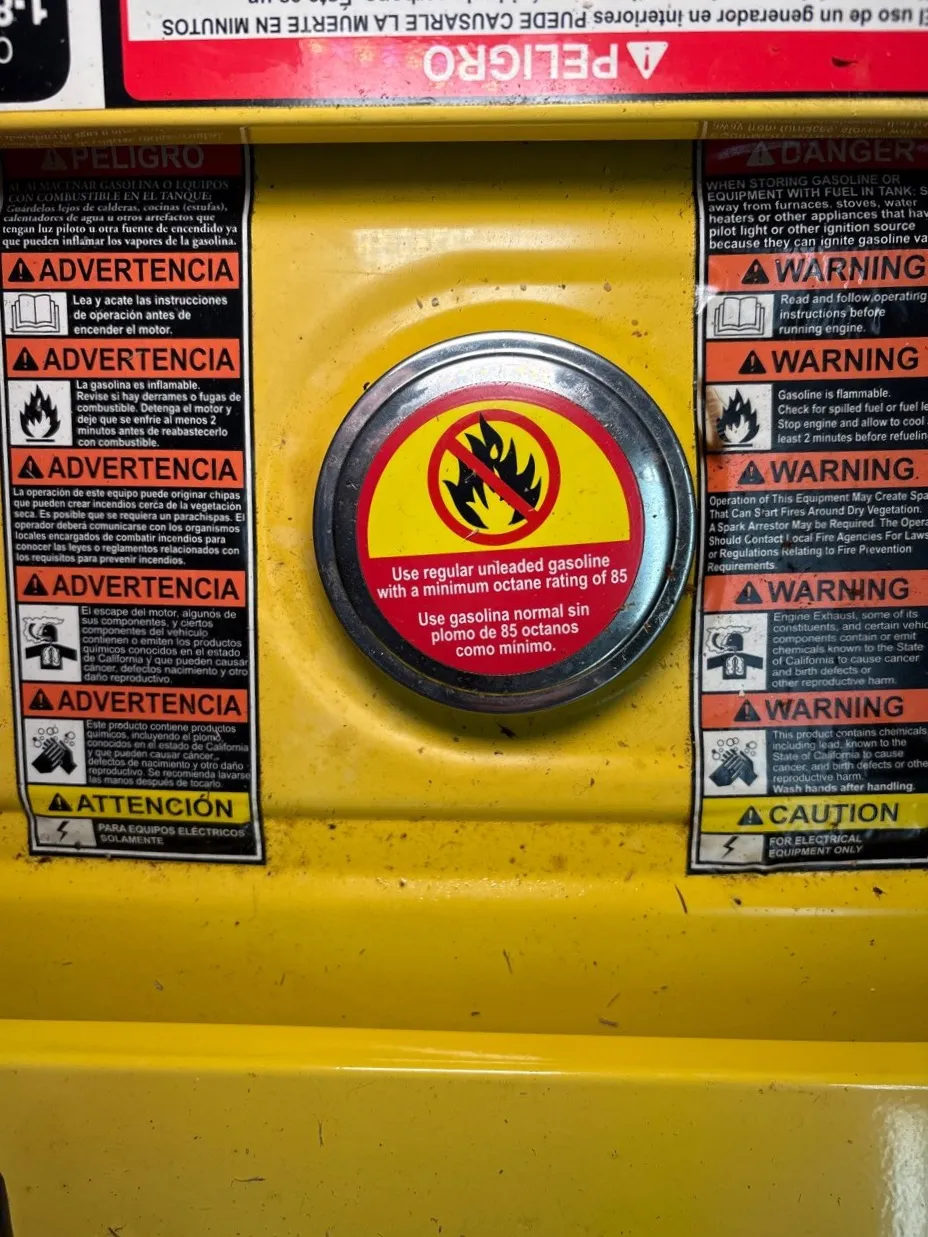 1-8
El uso de un generador en interiores PUEDE CAUSARLE LA MUERTE EN MINUTOS
PELIGRO
PELIGRO
SI ALMACENAR GASOLINA O EQUIPOS
CON COMBUSTIBLE EN EL TANQUE:
Guárdelos lejos de calderas, cocinas (estufas),
calentadores de agua u otros artefactos que
tengan luz piloto u otra fuente de encendido ya
que pueden inflamar los vapores de la gasolina.
ADVERTENCIA
Lea y acate las instrucciones
de operación antes de
encender el motor.
ADVERTENCIA
La gasolina es inflamable.
Revise si hay derrames o fugas de
combustible. Detenga el motor y
deje que se enfríe al menos 2
minutos antes de reabastecerlo
con combustible.
ADVERTENCIA
La operación de este equipo puede originar chipas
que pueden crear incendios cerca de la vegetación
seca. Es posible que se requiera un parachispas. El
operador deberá comunicarse con los organismos
locales encargados de combatir incendios para
conocer las leyes o reglamentos relacionados con
los requisitos para prevenir incendios.
ADVERTENCIA
El escape del motor, algunos de
sus componentes, y ciertos
componentes del vehículo
contienen o emiten los productos
químicos conocidos en el estado
de California y que pueden causar
cáncer, defectos nacimiento y otro
daño reproductivo.
ADVERTENCIA
Este producto contiene productos
químicos, incluyendo el plomo,
conocidos en el estado de California
y que pueden causar cáncer,
defectos de nacimiento y otro daño
reproductivo. Se recomienda lavarse
las manos después de tocarlo.
ATTENCIÓN
PARA EQUIPOS ELÉCTRICOS
SOLAMENTE
Use regular unleaded gasoline
with a minimum octane rating of 85
Use gasolina normal sin
plomo de 85 octanos
como mínimo.
DANGER
WHEN STORING GASOLINE OR
EQUIPMENT WITH FUEL IN TANK:
away from furnaces, stoves, water
heaters or other appliances that hav
pilot light or other ignition source
because they can ignite gasoline va
WARNING
Read and follow operating
instructions before
running engine.
WARNING
Gasoline is flammable.
Check for spilled fuel or fuel le
Stop engine and allow to cool
least 2 minutes before refuelin
WARNING
Operation of This Equipment May Create Spa
That Can Start Fires Around Dry Vegetation.
A Spark Arrestor May be Required. The Opera
Should Contact Local Fire Agencies For Laws
or Regulations Relating to Fire Prevention
Requirements.
WARNING
Engine Exhaust, some of its
constituents, and certain vehic
components contain or emit
chemicals known to the State
of California to cause cancer
and birth defects or
other reproductive harm.
WARNING
This product contains chemicals
including lead, known to the
State of California to cause
cancer, and birth defects or othe
reproductive harm.
Wash hands after handling.
CAUTION
FOR ELECTRICAL
EQUIPMENT ONLY